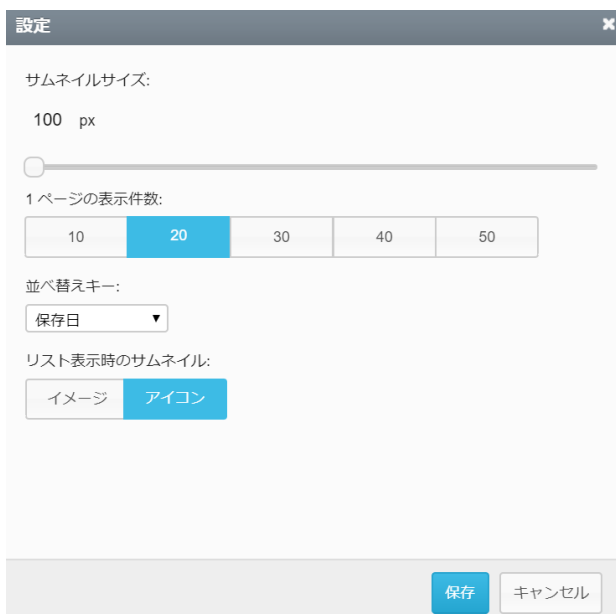 設定
サムネイルサイズ:
100 px
1 ページの表示件数:
10 20 30 40 50
並べ替えキー:
保存日
リスト表示時のサムネイル:
イメージ アイコン
保存 キャンセル